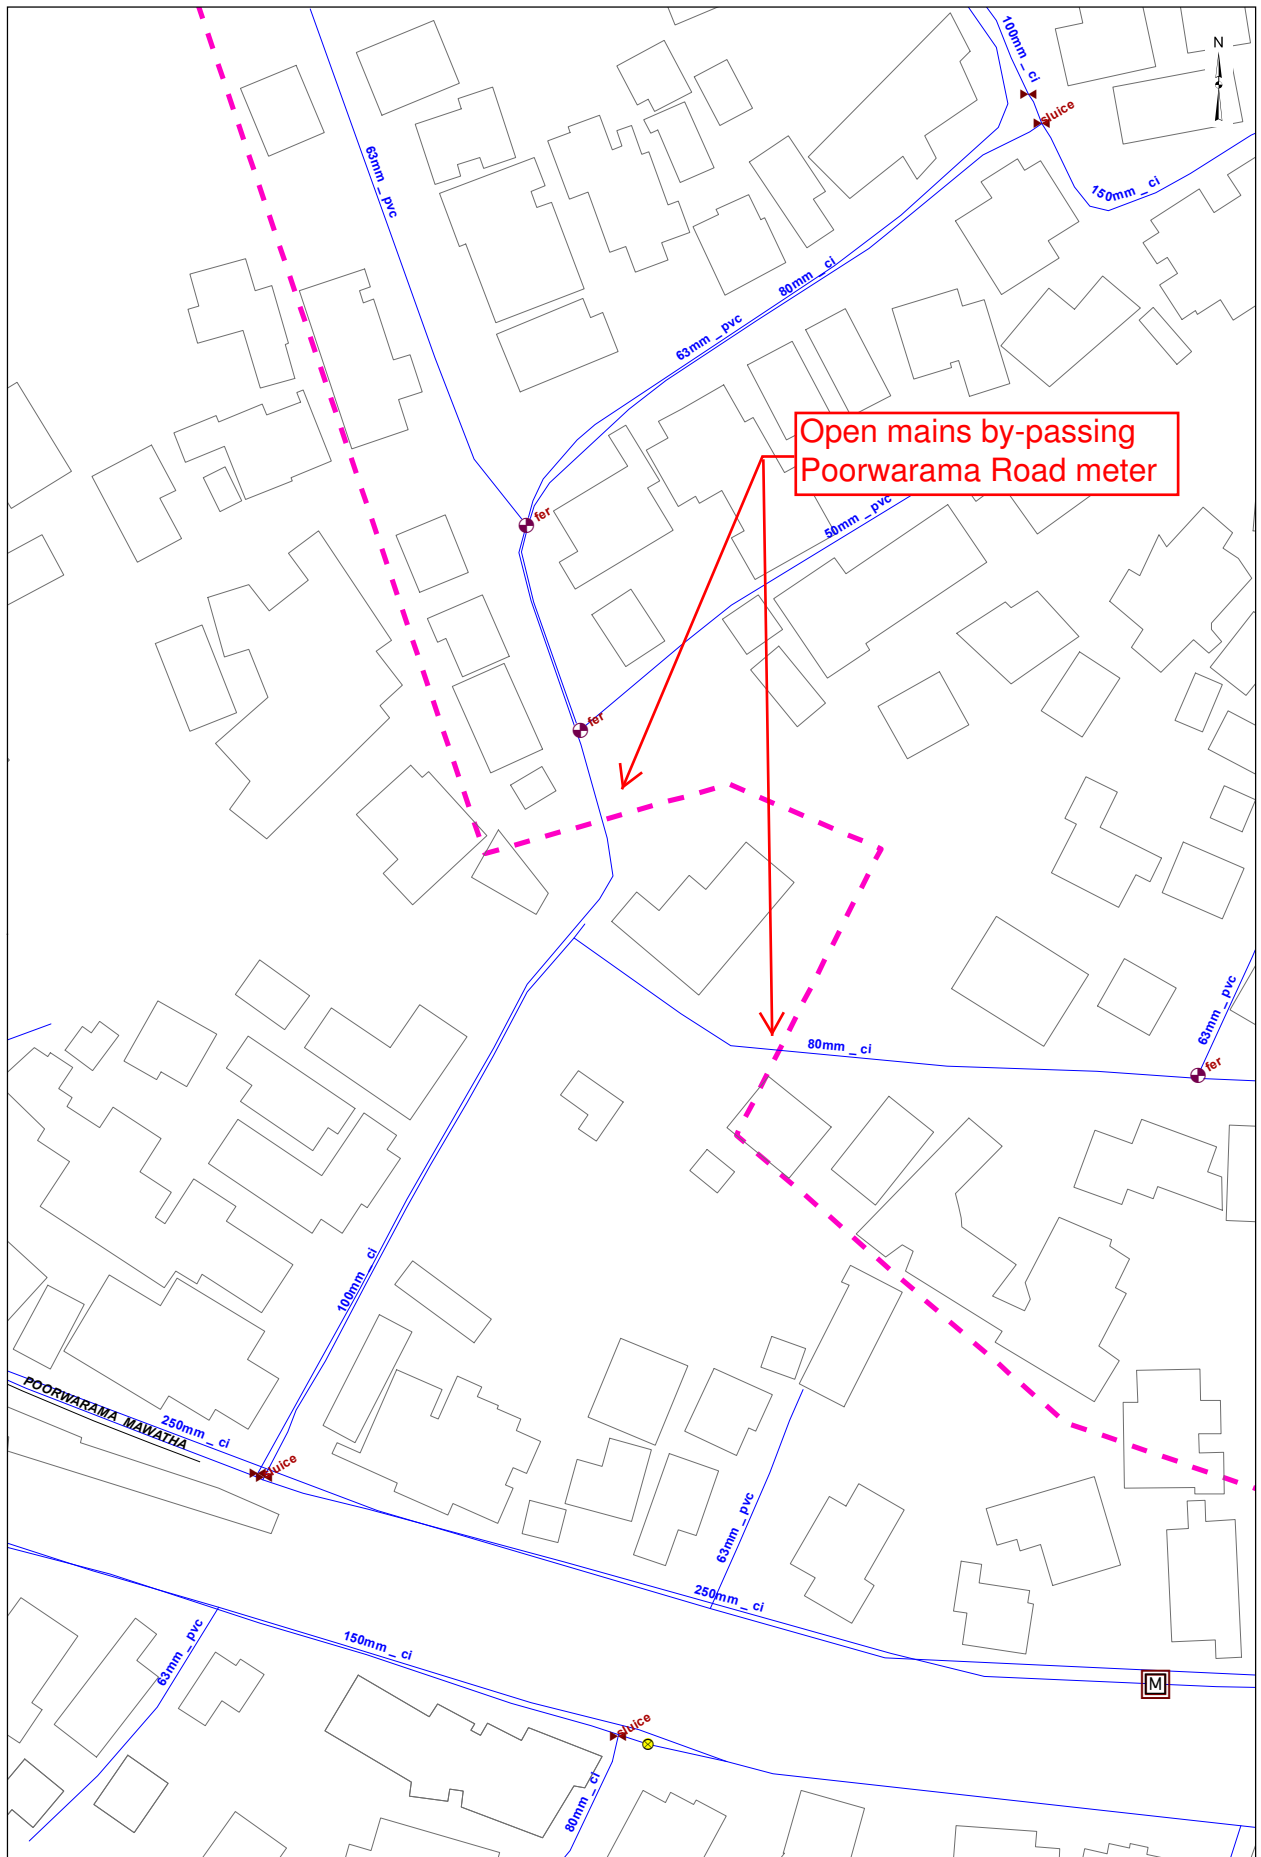 100mm _ ci
N
sluice
63mm _ pvc
150mm _ ci
80mm _ ci
63mm _ pvc
Open mains by-passing
Poorwarama Road meter
50mm _ pvc
fer
fer
63mm _ pvc
80mm _ ci
fer
100mm _ ci
POORWARAMA MAWATHA
250mm _ ci
sluice
63mm _ pvc
250mm _ ci
150mm _ ci
63mm _ pvc
M
sluice
80mm _ ci